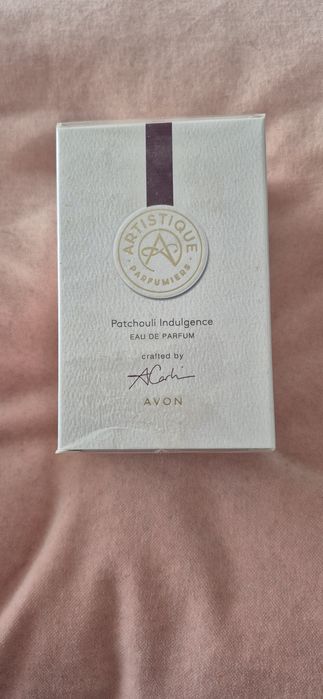 ARTISTIQUE
PARFUMIERS
Patchouli Indulgence
EAU DE PARFUM
crafted by
AVON